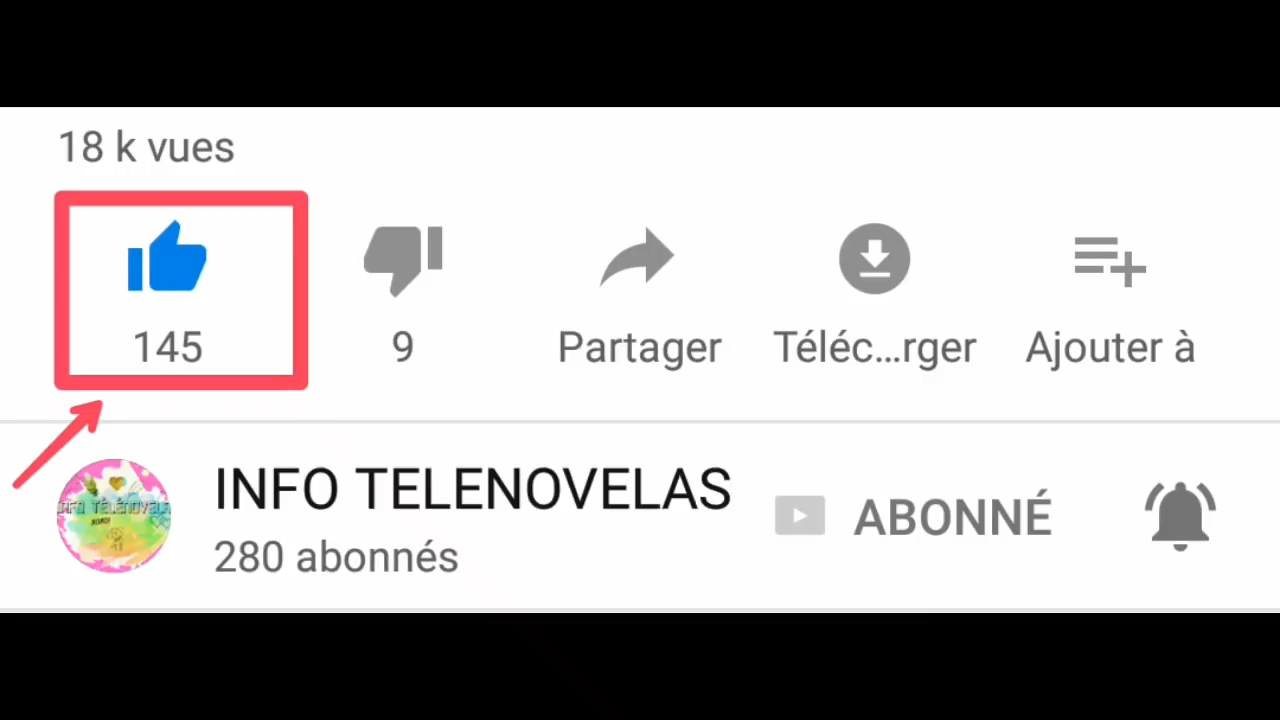 18 k vues
145
9
Partager
Téléc...rger
Ajouter à
INFO TELENOVELAS
280 abonnés
ABONNÉ